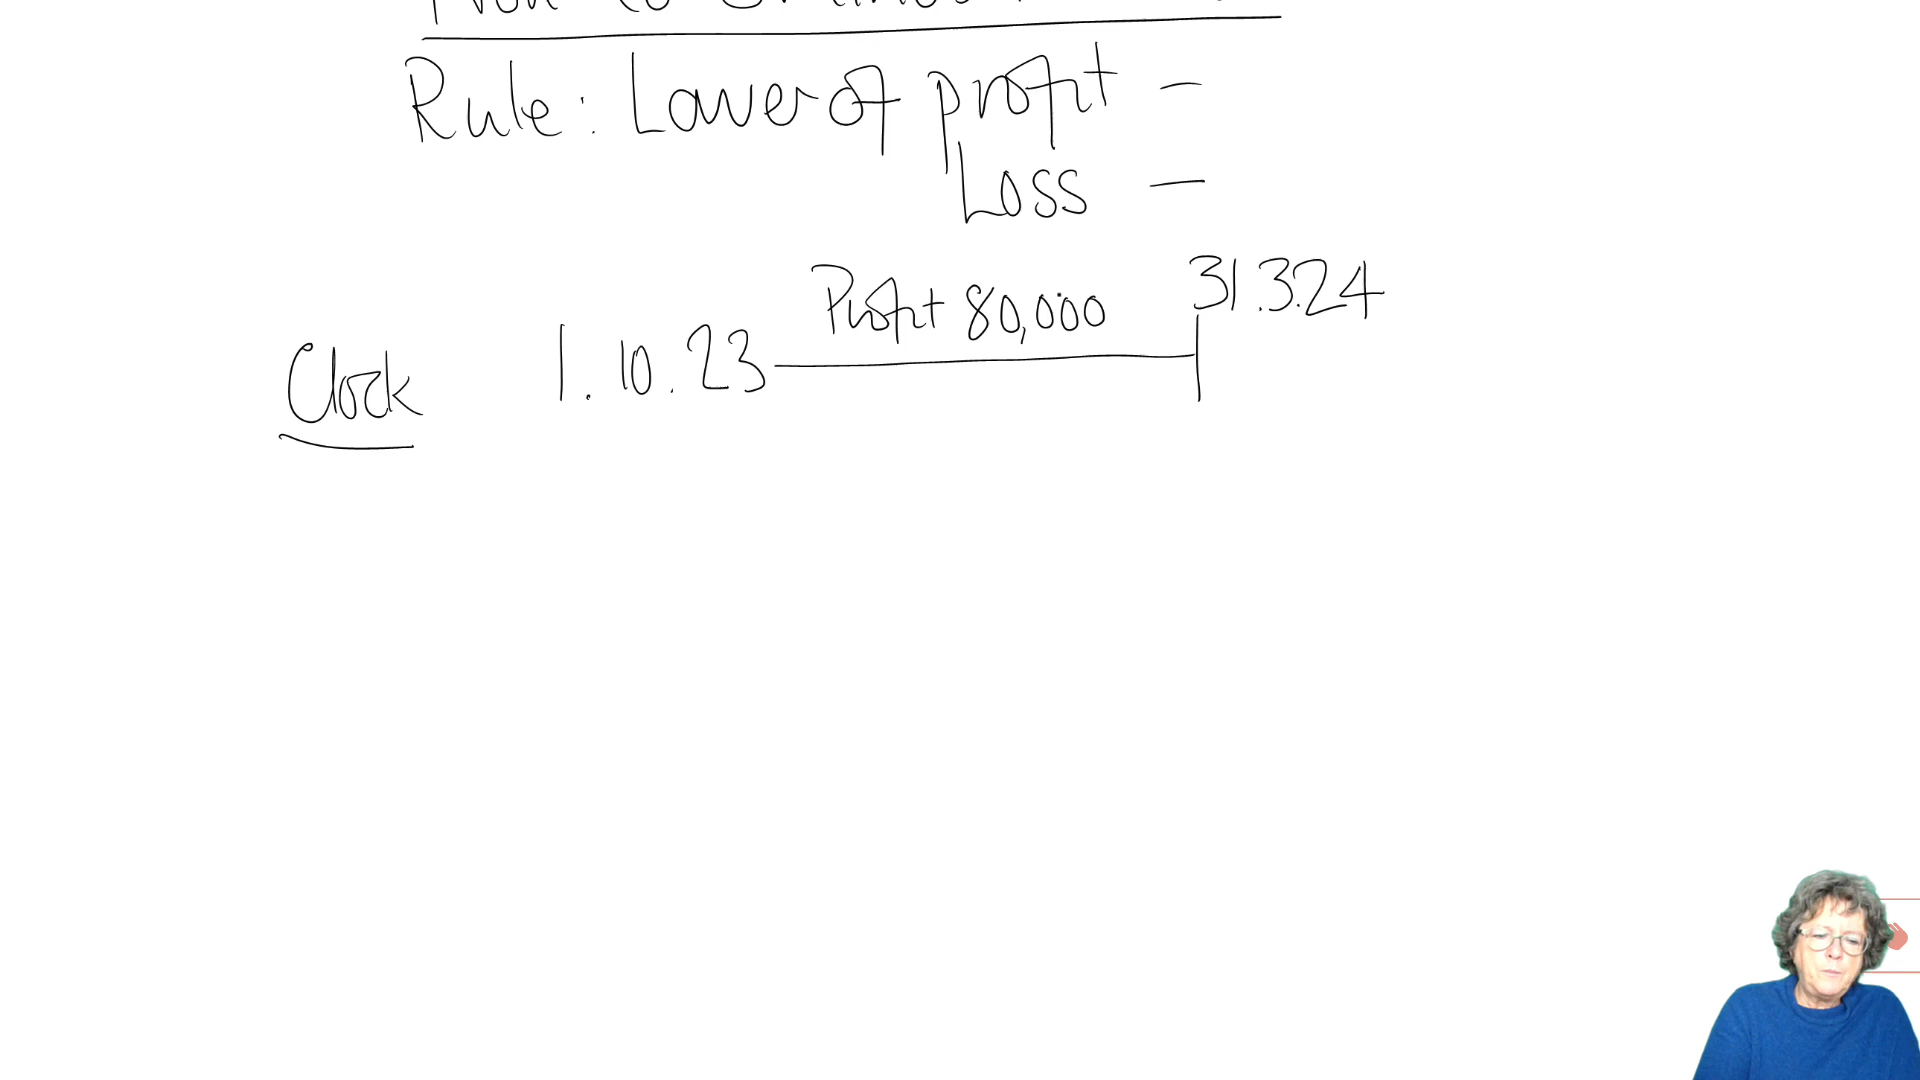 Rule: Lower of profit -
Loss -
Profit 80,000
31.3.24
Clock 1.10.23